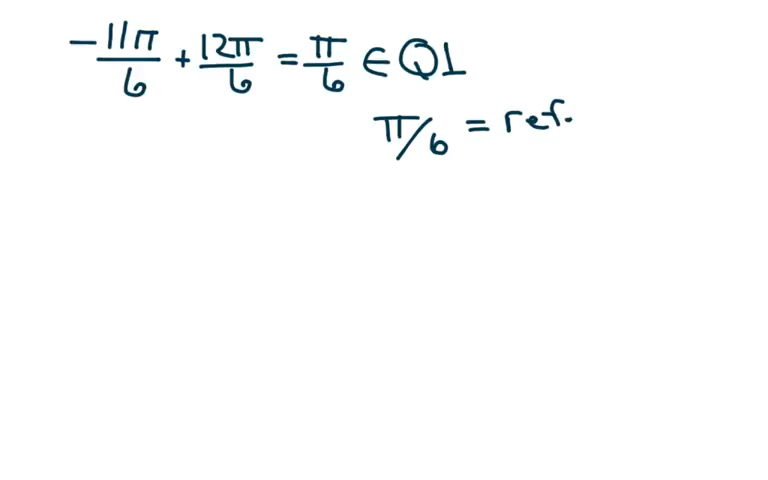 -11π/6 + 12π/6 = π/6 ∈ Q1
π/6 = ref.